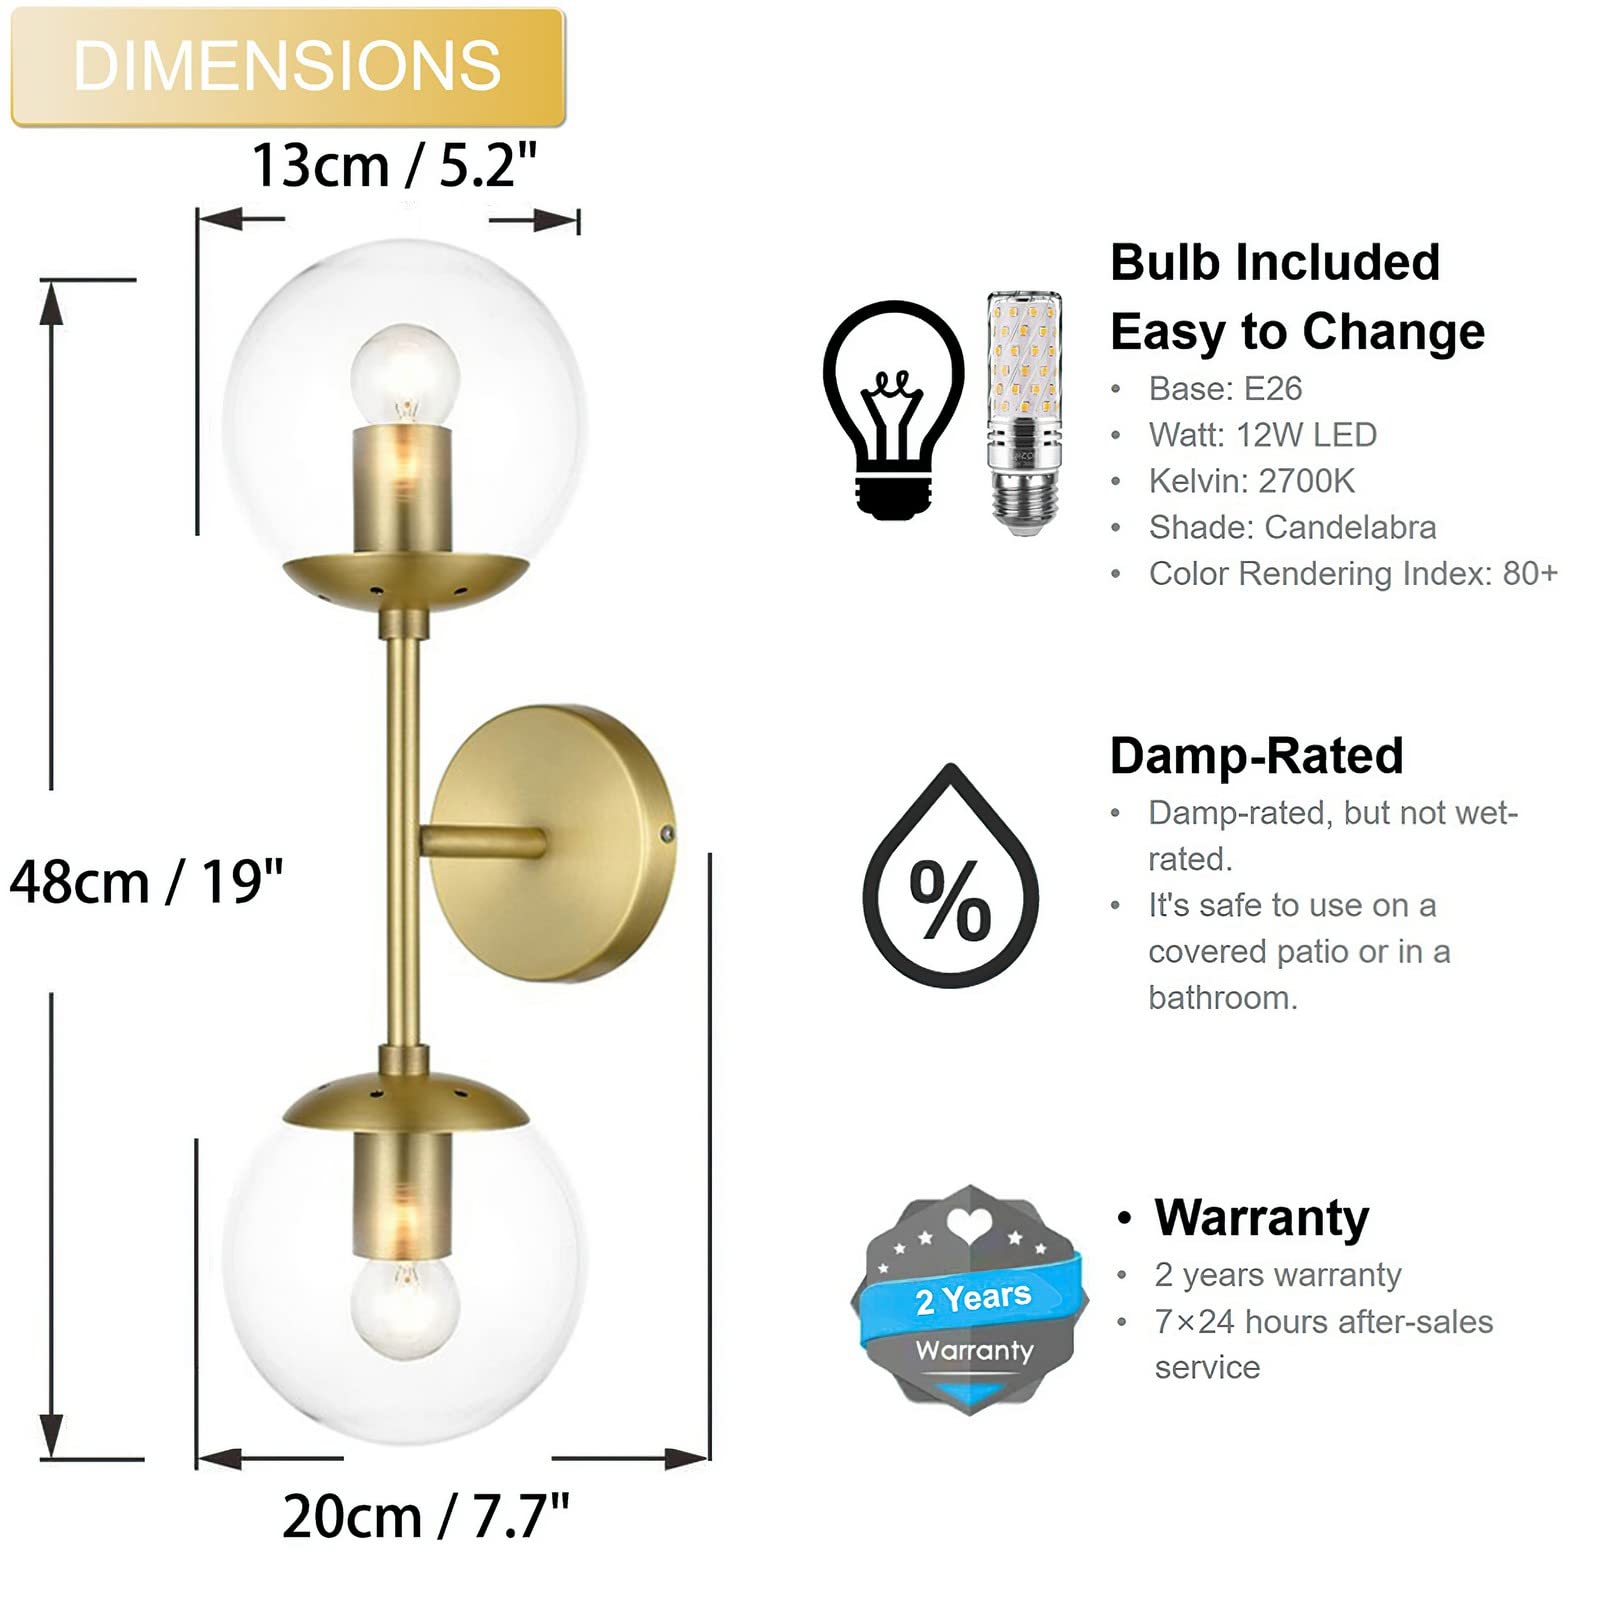 DIMENSIONS
13cm / 5.2"
48cm / 19"
20cm / 7.7"
Bulb Included
Easy to Change
• Base: E26
• Watt: 12W LED
• Kelvin: 2700K
• Shade: Candelabra
• Color Rendering Index: 80+
%
Damp-Rated
• Damp-rated, but not wet-
rated.
• It's safe to use on a
covered patio or in a
bathroom.
2 Years
Warranty
• Warranty
• 2 years warranty
• 7×24 hours after-sales
service